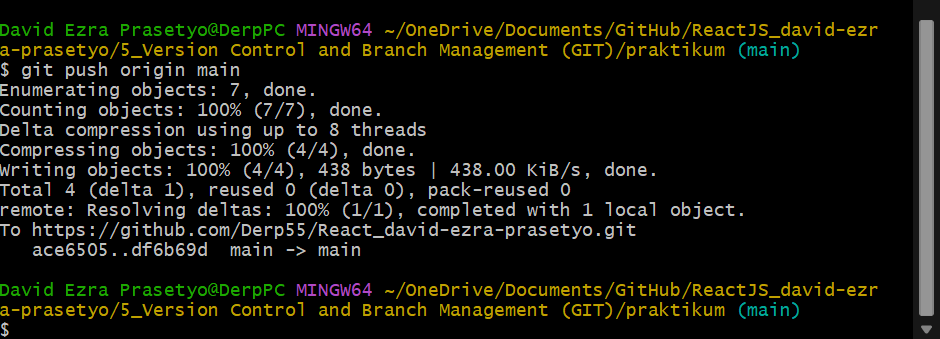 David Ezra Prasetyo@DerpPC MINGW64 ~/OneDrive/Documents/GitHub/ReactJS_david-ezr
a-prasetyo/5_Version Control and Branch Management (GIT)/praktikum (main)
$ git push origin main
Enumerating objects: 7, done.
Counting objects: 100% (7/7), done.
Delta compression using up to 8 threads
Compressing objects: 100% (4/4), done.
Writing objects: 100% (4/4), 438 bytes | 438.00 KiB/s, done.
Total 4 (delta 1), reused 0 (delta 0), pack-reused 0
remote: Resolving deltas: 100% (1/1), completed with 1 local object.
To https://github.com/Derp55/React_david-ezra-prasetyo.git
   ace6505..df6b69d  main -> main
David Ezra Prasetyo@DerpPC MINGW64 ~/OneDrive/Documents/GitHub/ReactJS_david-ezr
a-prasetyo/5_Version Control and Branch Management (GIT)/praktikum (main)
$